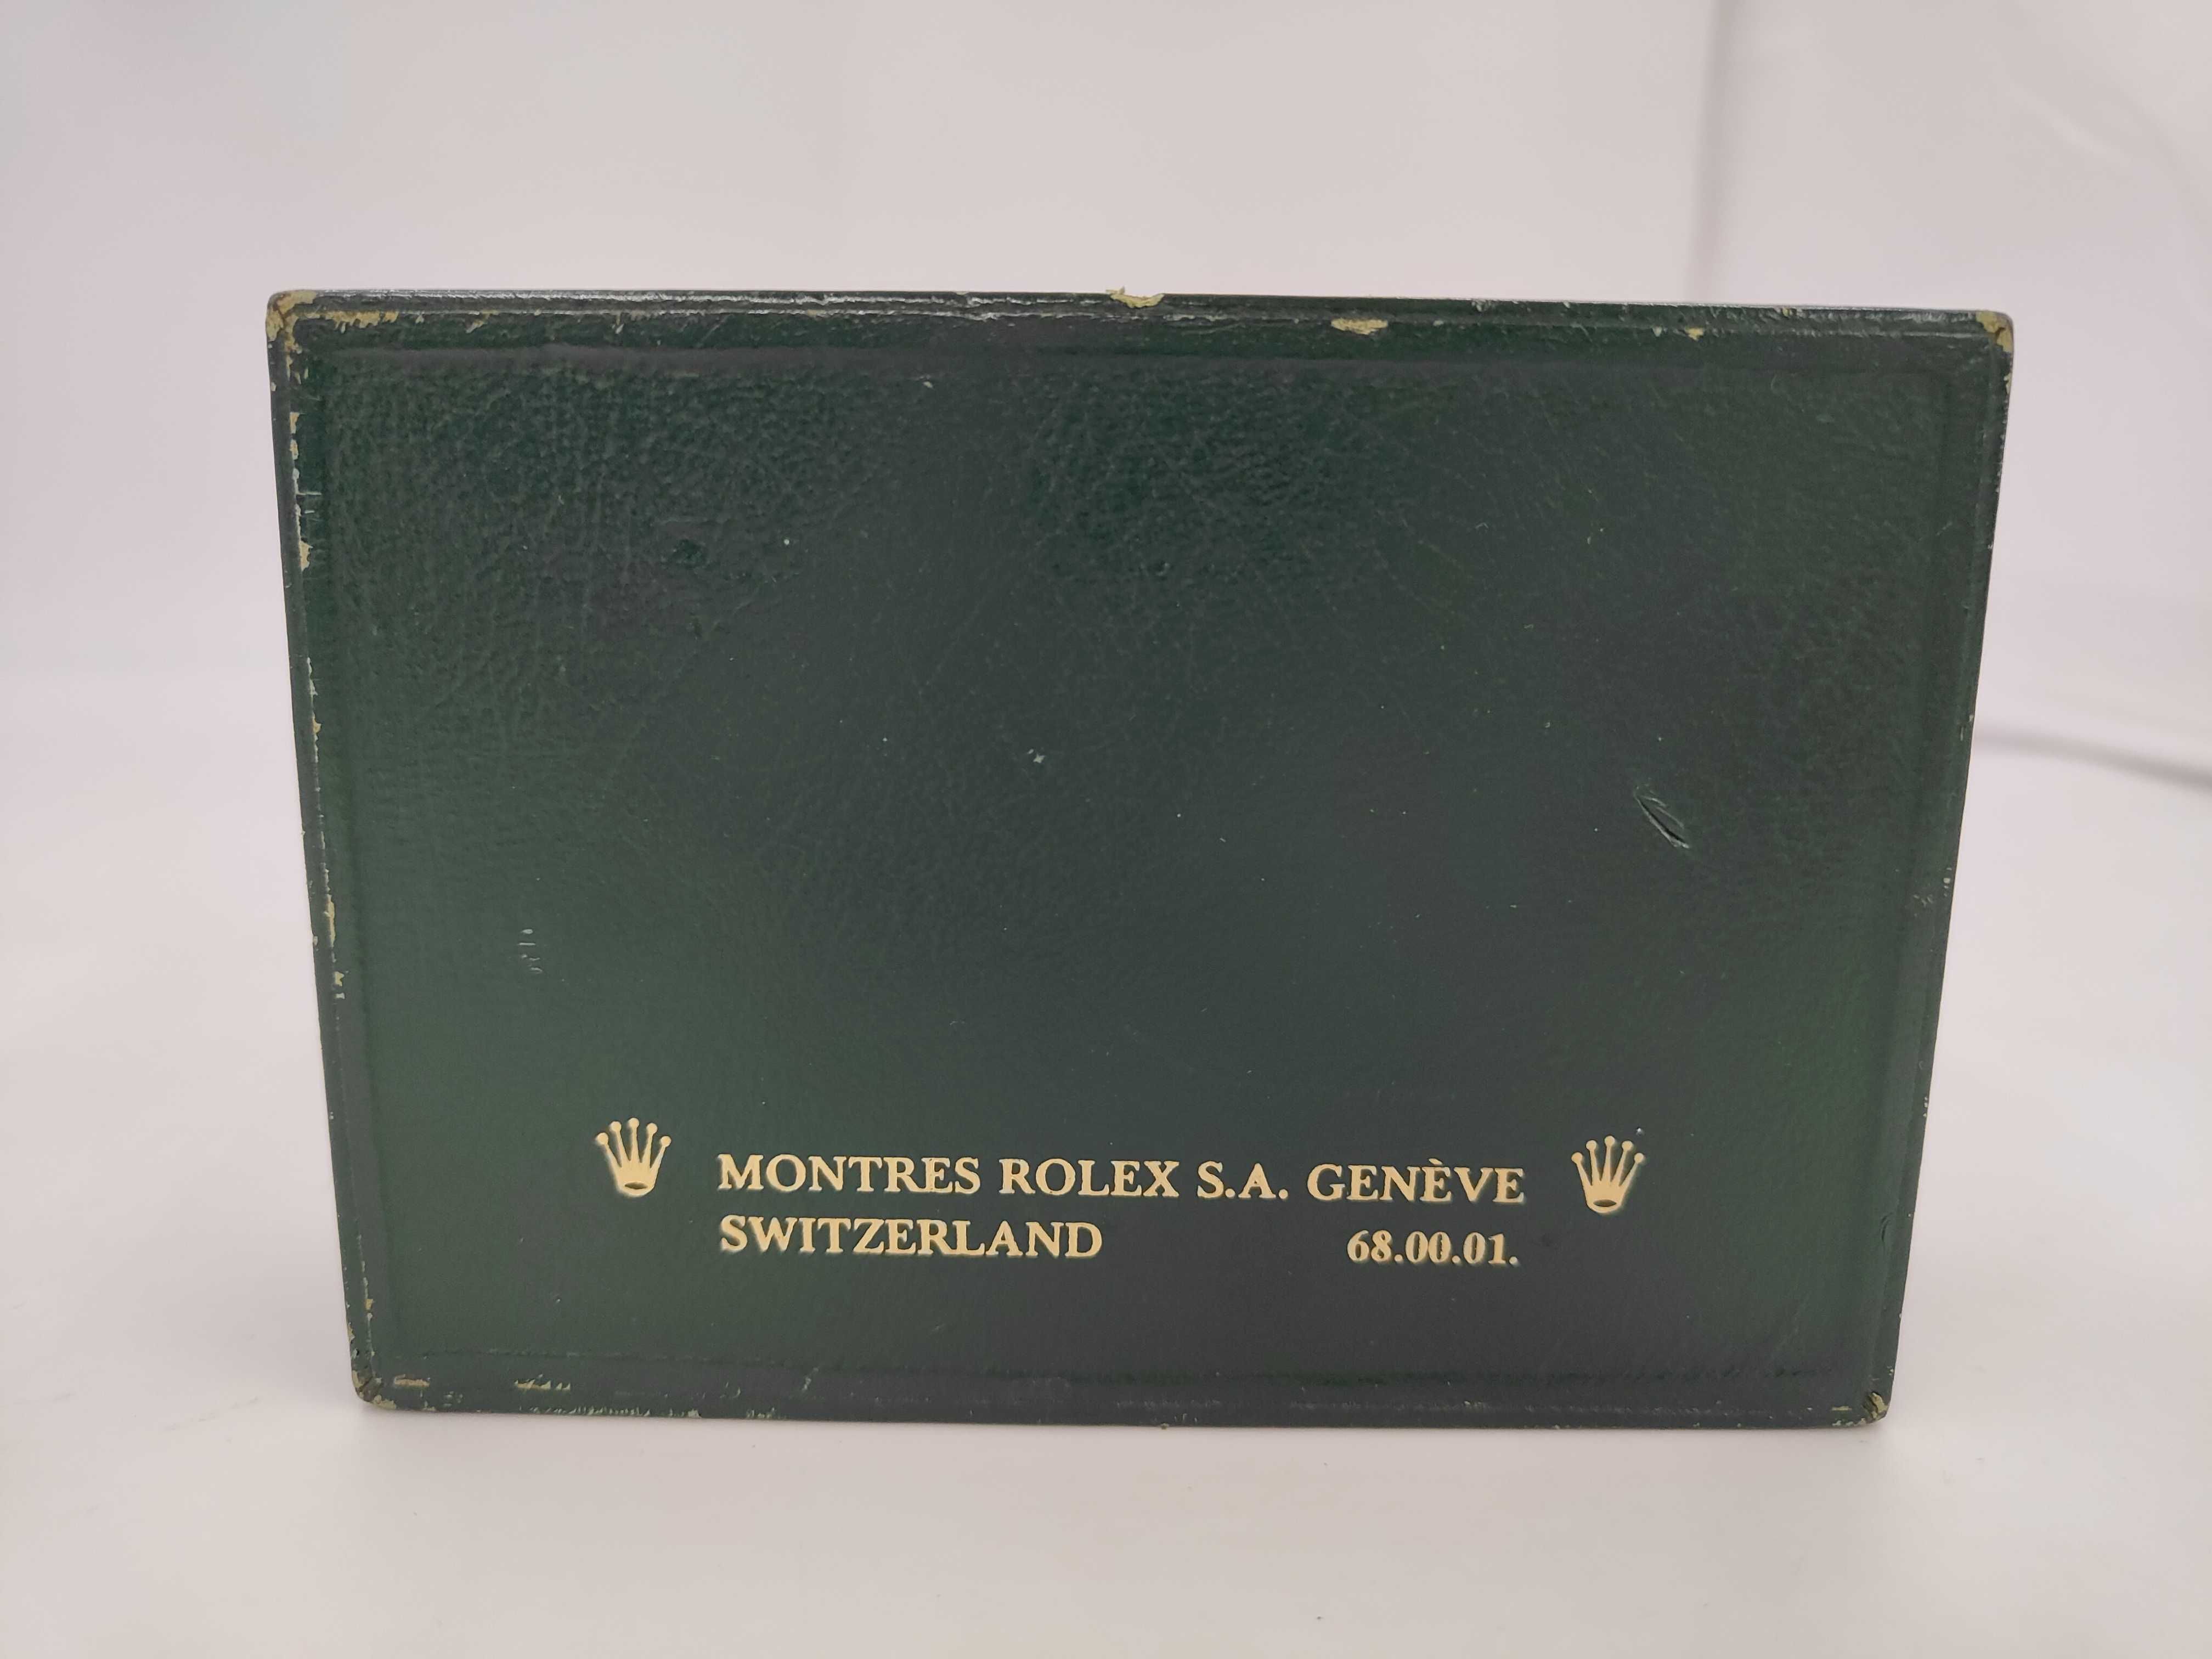 MONTRES ROLEX S.A. GENÈVE
SWITZERLAND 68.00.01.